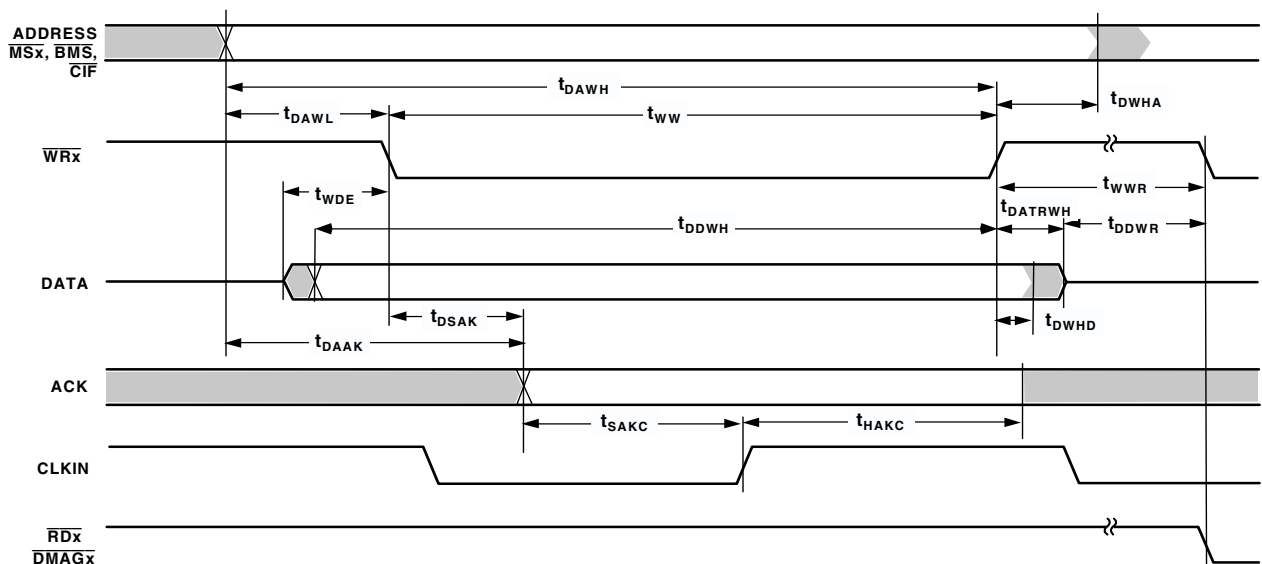 ADDRESS
MSx, BMS,
CIF
tDAWH
tDWHA
tDAWL
tWW
WRx
tWDE
tWWR
tDATRWH
tDDWH
tDDWR
DATA
tDSAK
tDWHD
tDAAK
ACK
tSAKC
tHAKC
CLKIN
RDx
DMAGx